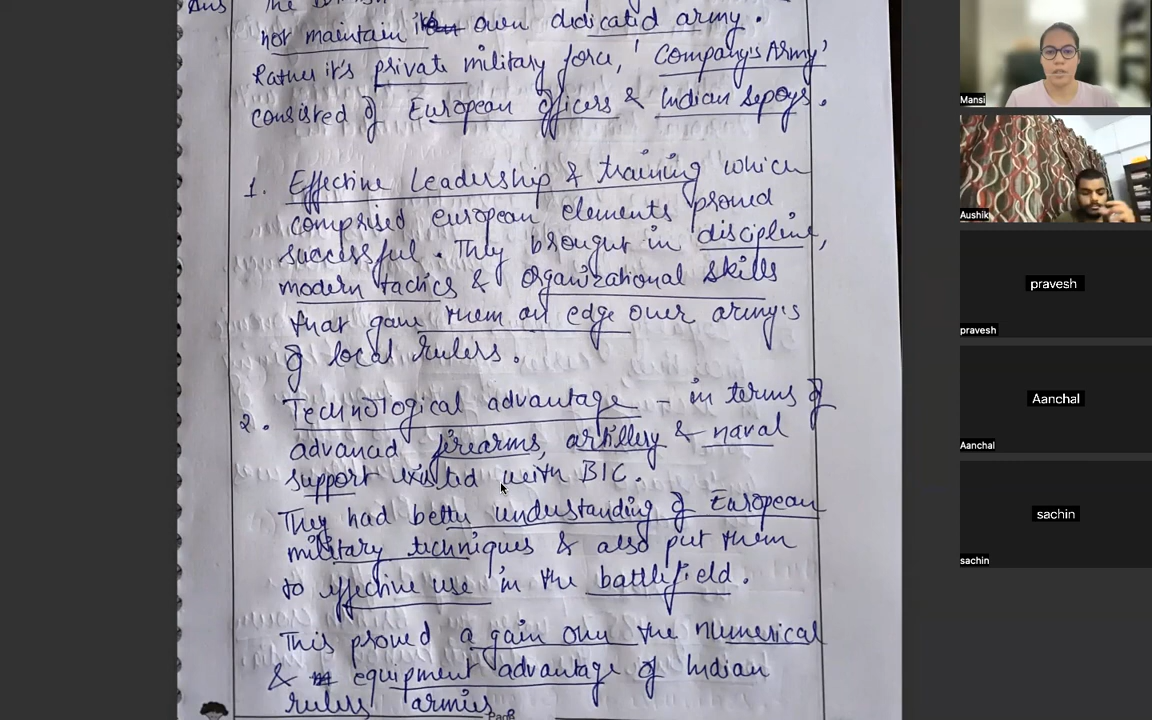 Ans The
not maintain its own dedicated army.
Rather it's private military force, 'Company's Army'
consisted of European officers & Indian Sepoys.
1. Effective leadership & training which
comprised european elements proved
successful. They brought in discipline,
modern tactics & organizational skills
that gave them an edge over army's
of local rulers.
2. Technological advantage - in terms of
advanced firearms, artillery & naval
support existed with BIC.
They had better understanding of European
military techniques & also put them
to effective use in the battlefield.
This proved a gain over the numerical
& equipment advantage of Indian
rulers armies.
Mansi
Aushik
pravesh
pravesh
Aanchal
Aanchal
sachin
sachin